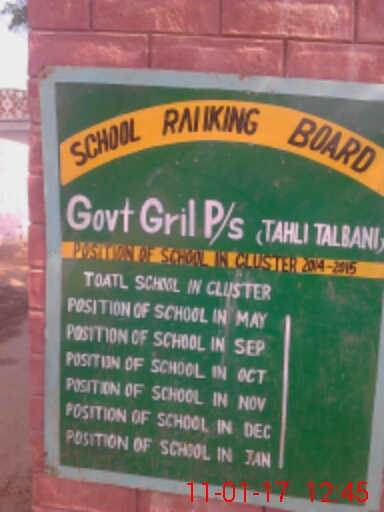 SCHOOL RANKING BOARD
Govt Gril P/s (TAHLI TALBANI)
POSITION OF SCHOOL IN CLUSTER 2014-2015
TOATL SCHOOL IN CLUSTER
POSITION OF SCHOOL IN MAY
POSITION OF SCHOOL IN SEP
POSITION OF SCHOOL IN OCT
POSITION OF SCHOOL IN NOV
POSITION OF SCHOOL IN DEC
POSITION OF SCHOOL IN JAN
11-01-17 12:45